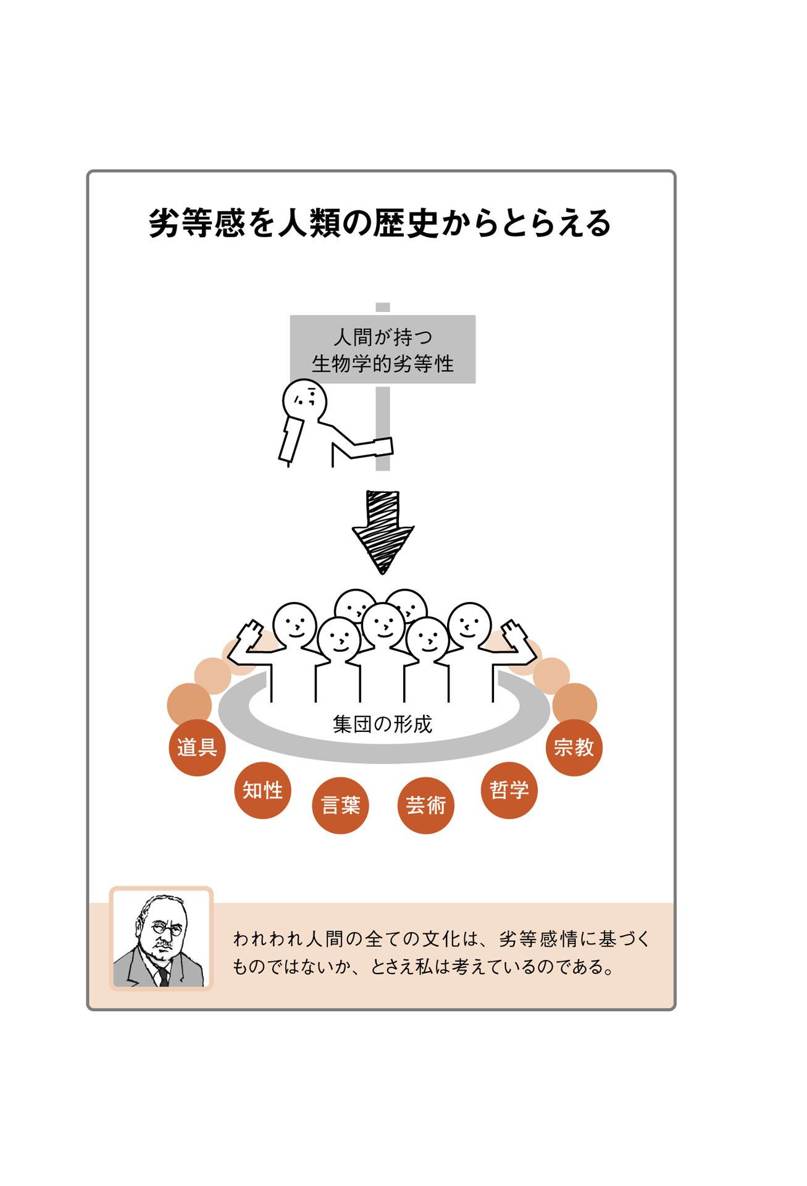 劣等感を人類の歴史からとらえる
人間が持つ
生物学的劣等性
集団の形成
道具
知性
言葉
芸術
哲学
宗教
われわれ人間の全ての文化は、劣等感情に基づく
ものではないか、とさえ私は考えているのである。